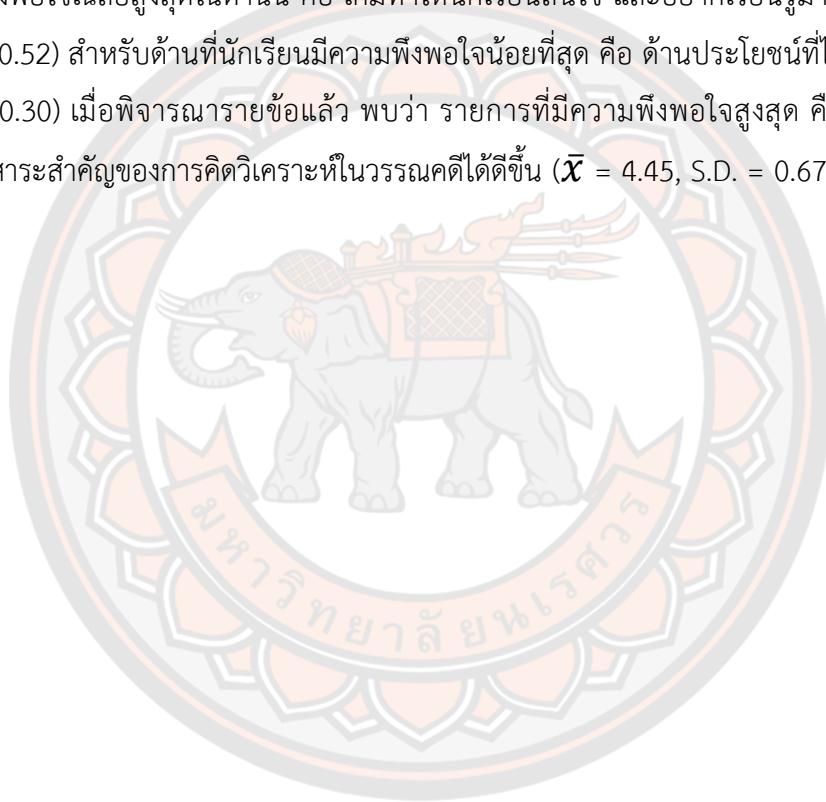 0.52) สำหรับด้านที่นักเรียนมีความพึงพอใจน้อยที่สุด คือ ด้านประโยชน์ที่ไ
0.30) เมื่อพิจารณารายข้อแล้ว พบว่า รายการที่มีความพึงพอใจสูงสุด คื
สาระสำคัญของการคิดวิเคราะห์ในวรรณคดีได้ดีขึ้น (x̄ = 4.45, S.D. = 0.67
มหาวิทยาลัยนเรศวร